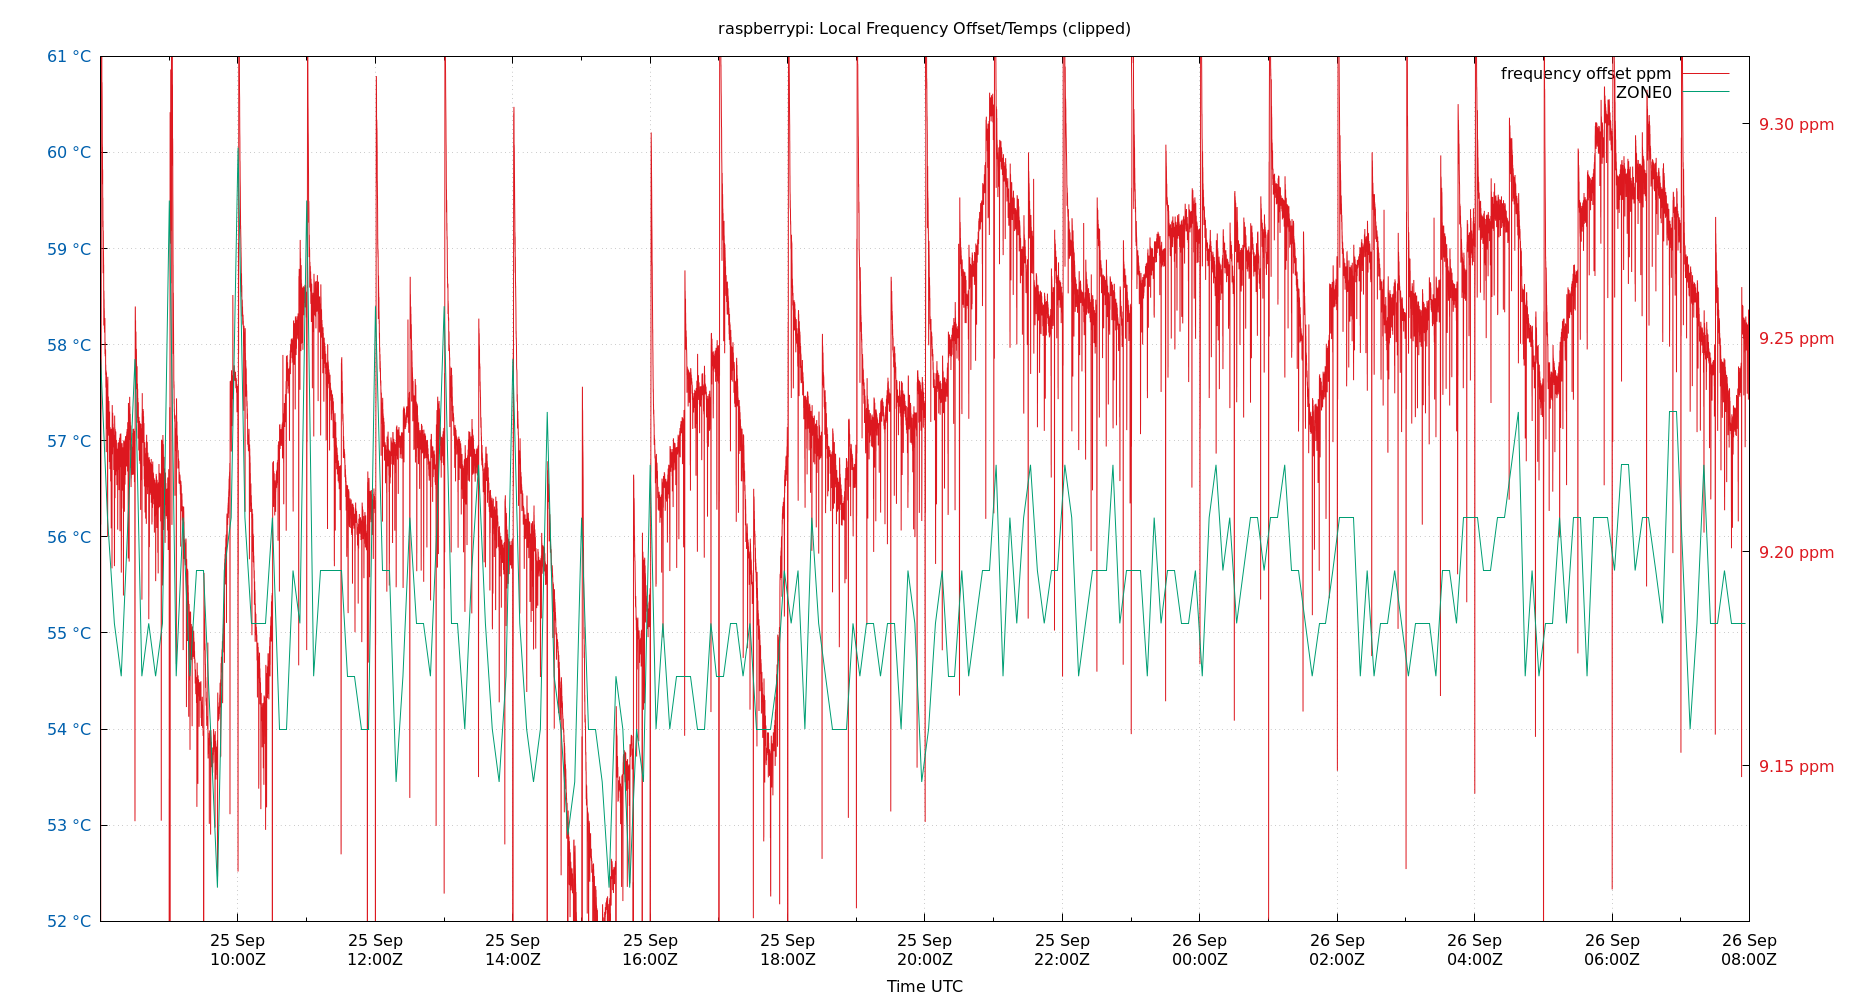 raspberrypi: Local Frequency Offset/Temps (clipped)
61 °C
60 °C
59 °C
58 °C
57 °C
56 °C
55 °C
54 °C
53 °C
52 °C
frequency offset ppm
ZONE0
9.30 ppm
9.25 ppm
9.20 ppm
9.15 ppm
25 Sep
10:00Z
25 Sep
12:00Z
25 Sep
14:00Z
25 Sep
16:00Z
25 Sep
18:00Z
25 Sep
20:00Z
25 Sep
22:00Z
26 Sep
00:00Z
26 Sep
02:00Z
26 Sep
04:00Z
26 Sep
06:00Z
26 Sep
08:00Z
Time UTC